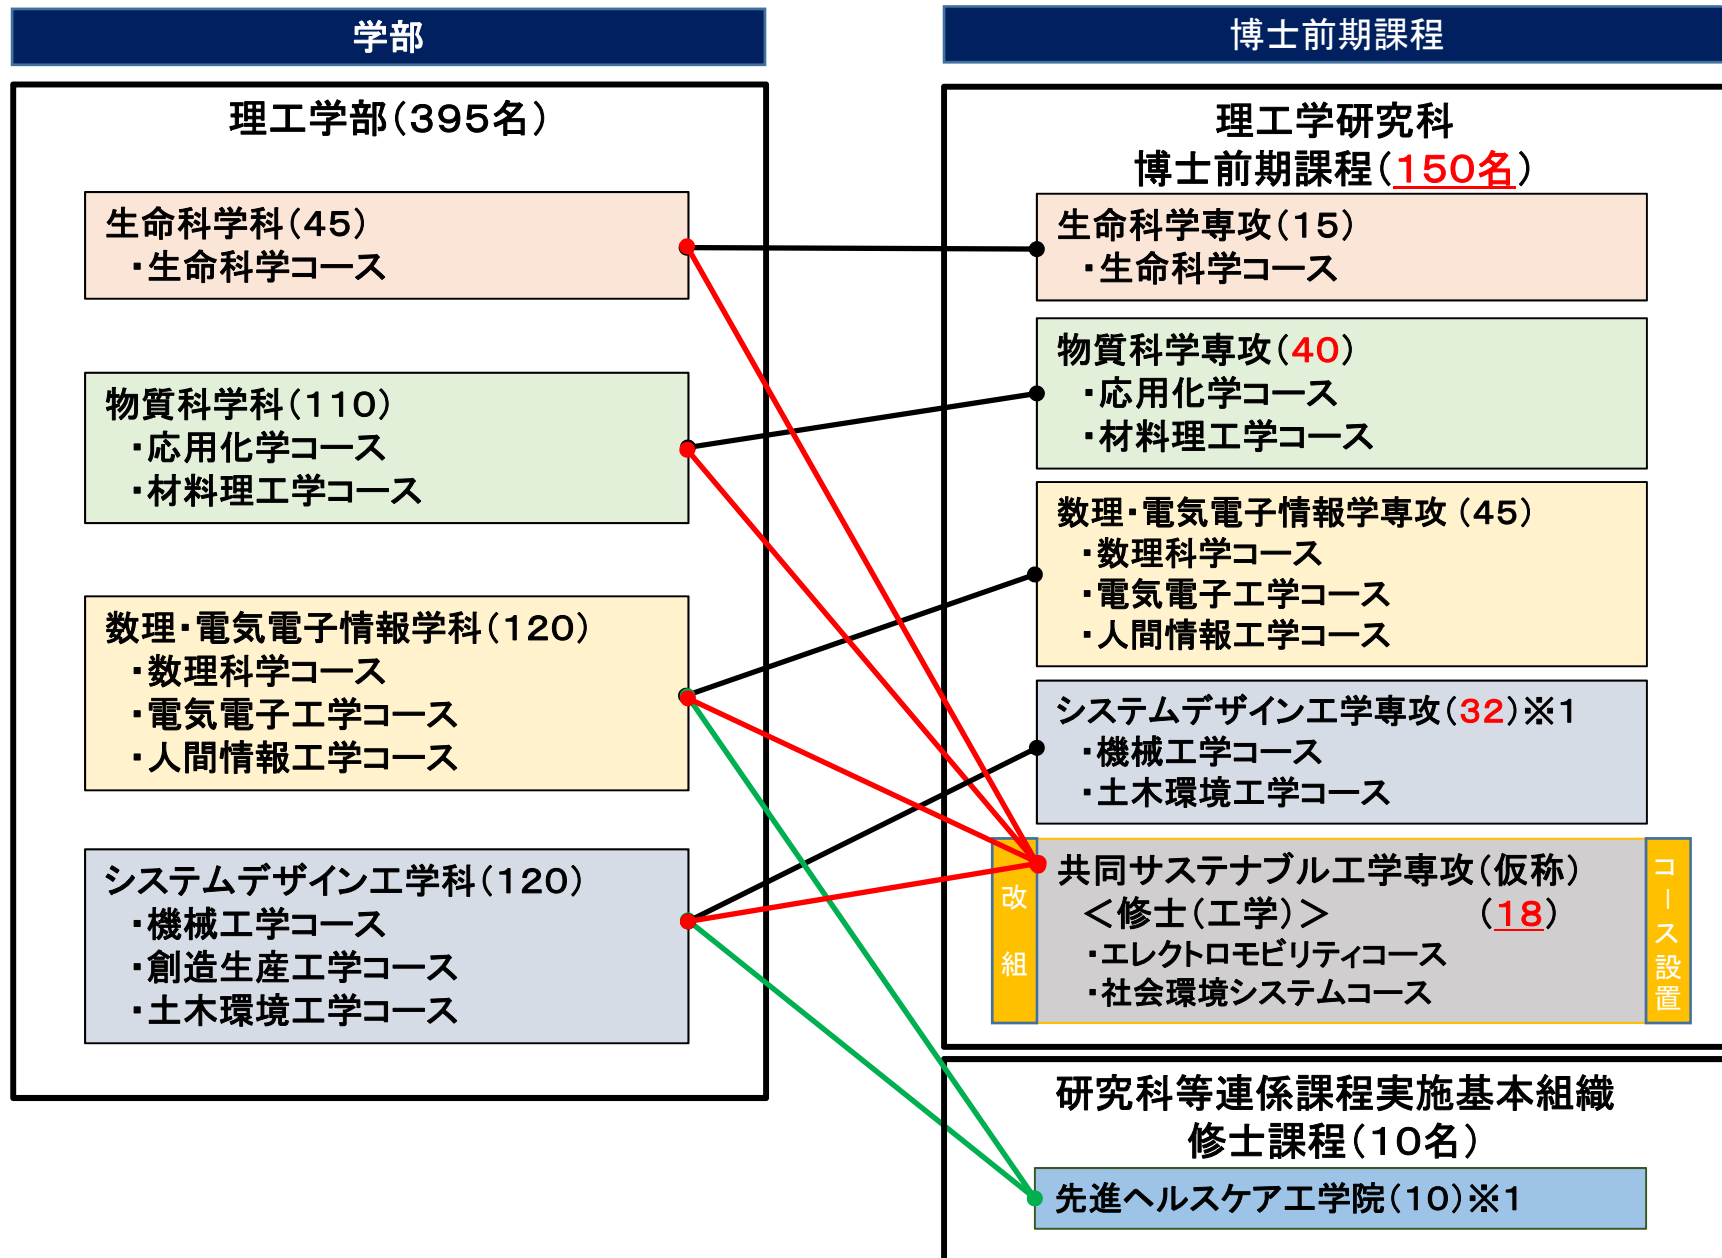 学部
理工学部(395名)
生命科学科(45)
・生命科学コース
物質科学科(110)
・応用化学コース
・材料理工学コース
数理・電気電子情報学科(120)
・数理科学コース
・電気電子工学コース
・人間情報工学コース
システムデザイン工学科(120)
・機械工学コース
・創造生産工学コース
・土木環境工学コース
博士前期課程
理工学研究科
博士前期課程(150名)
生命科学専攻(15)
・生命科学コース
物質科学専攻(40)
・応用化学コース
・材料理工学コース
数理・電気電子情報学専攻 (45)
・数理科学コース
・電気電子工学コース
・人間情報工学コース
システムデザイン工学専攻(32)※1
・機械工学コース
・土木環境工学コース
改組
共同サステナブル工学専攻(仮称)
＜修士(工学)＞ (18)
・エレクトロモビリティコース
・社会環境システムコース
コース設置
研究科等連係課程実施基本組織
修士課程(10名)
先進ヘルスケア工学院(10)※1